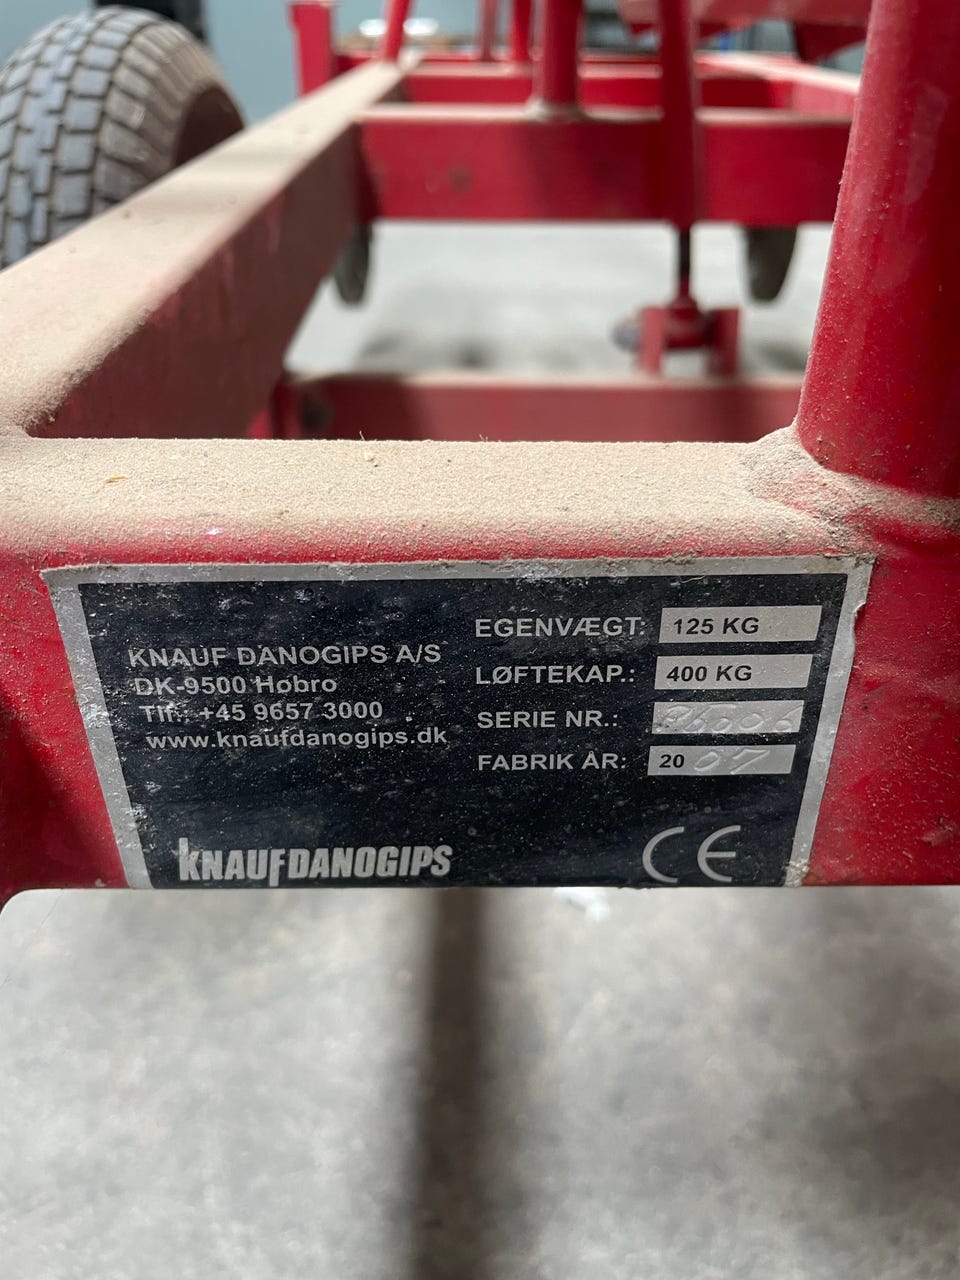 KNAUF DANOGIPS A/S
DK-9500 Hobro
Tlf.: +45 9657 3000
www.knaufdanogips.dk
EGENVÆGT: 125 KG
LØFTEKAP.: 400 KG
SERIE NR.:
FABRIK ÅR: 20 07
KNAUFDANOGIPS
CE